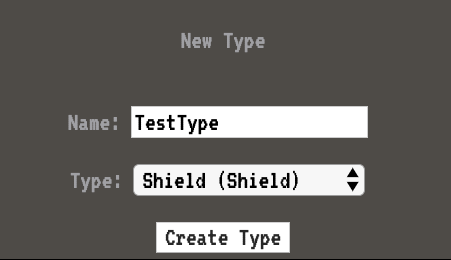 New Type
Name: TestType
Type: Shield (Shield)
Create Type